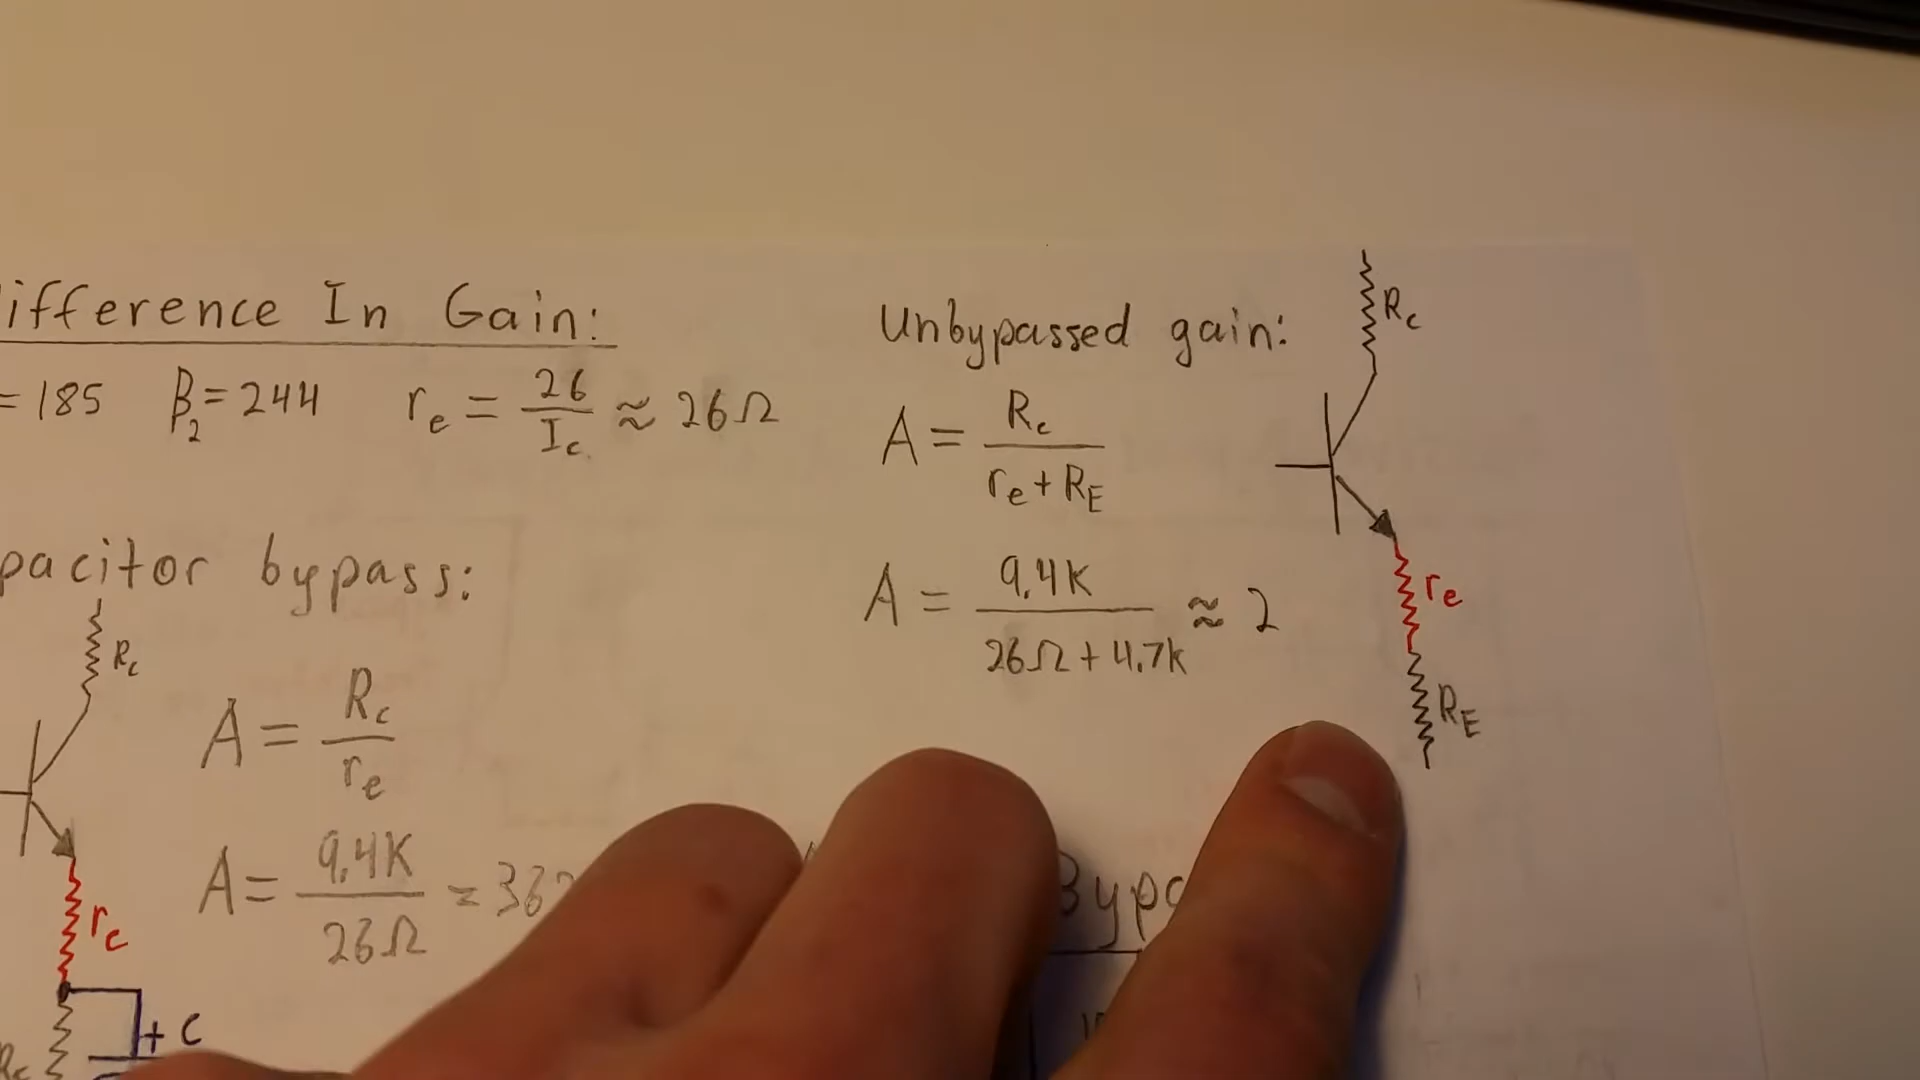 ifference In Gain:
= 185 β₂ = 244 re = 26/Ic ≈ 26Ω
pacitor bypass:
Rc
A = Rc/re
A = 9.4K/26Ω =
re
+ C
Unbypassed gain:
A = Rc/(re + RE)
A = 9.4K/(26Ω + 4.7k) ≈ 2
Rc
re
RE